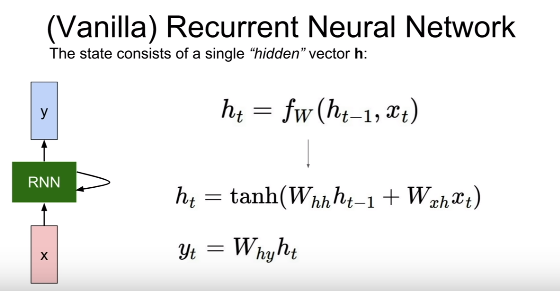 (Vanilla) Recurrent Neural Network
The state consists of a single “hidden” vector h:
y
RNN
x
h_t = f_W(h_{t−1}, x_t)
h_t = tanh(W_{hh}h_{t−1} + W_{xh}x_t)
y_t = W_{hy}h_t